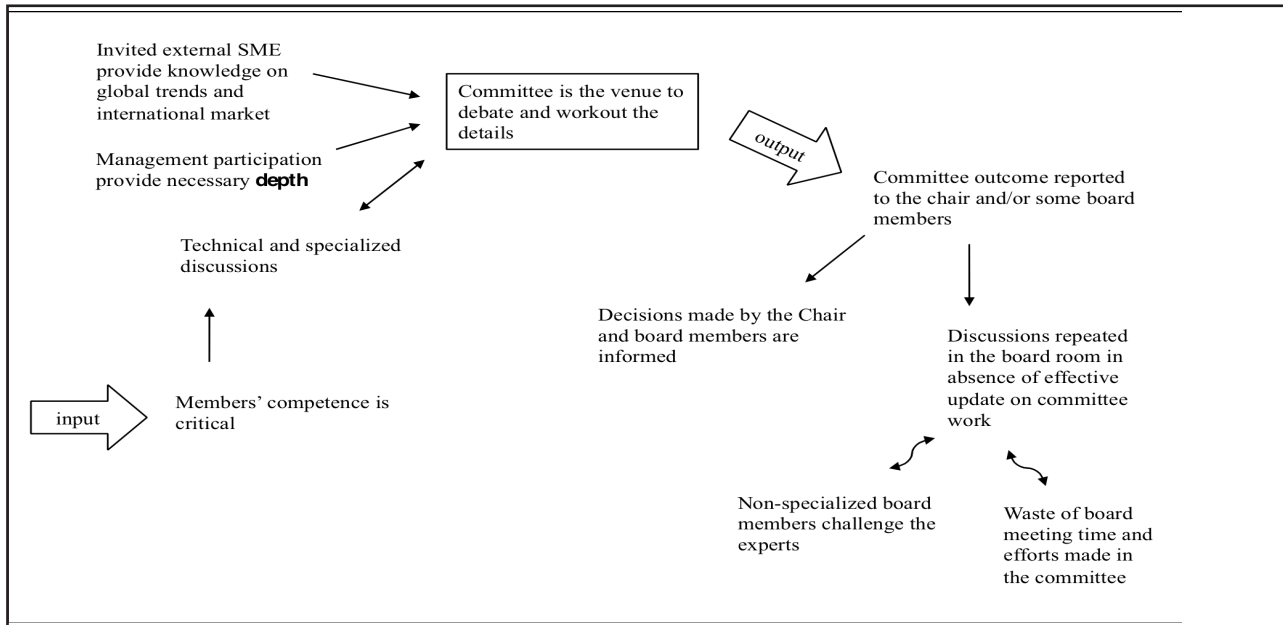 Invited external SME
provide knowledge on
global trends and
international market
Management participation
provide necessary depth
Committee is the venue to
debate and workout the
details
output
Committee outcome reported
to the chair and/or some board
members
Technical and specialized
discussions
Decisions made by the Chair
and board members are
informed
Discussions repeated
in the board room in
absence of effective
update on committee
work
input
Members’ competence is
critical
Non-specialized board
members challenge the
experts
Waste of board
meeting time and
efforts made in
the committee